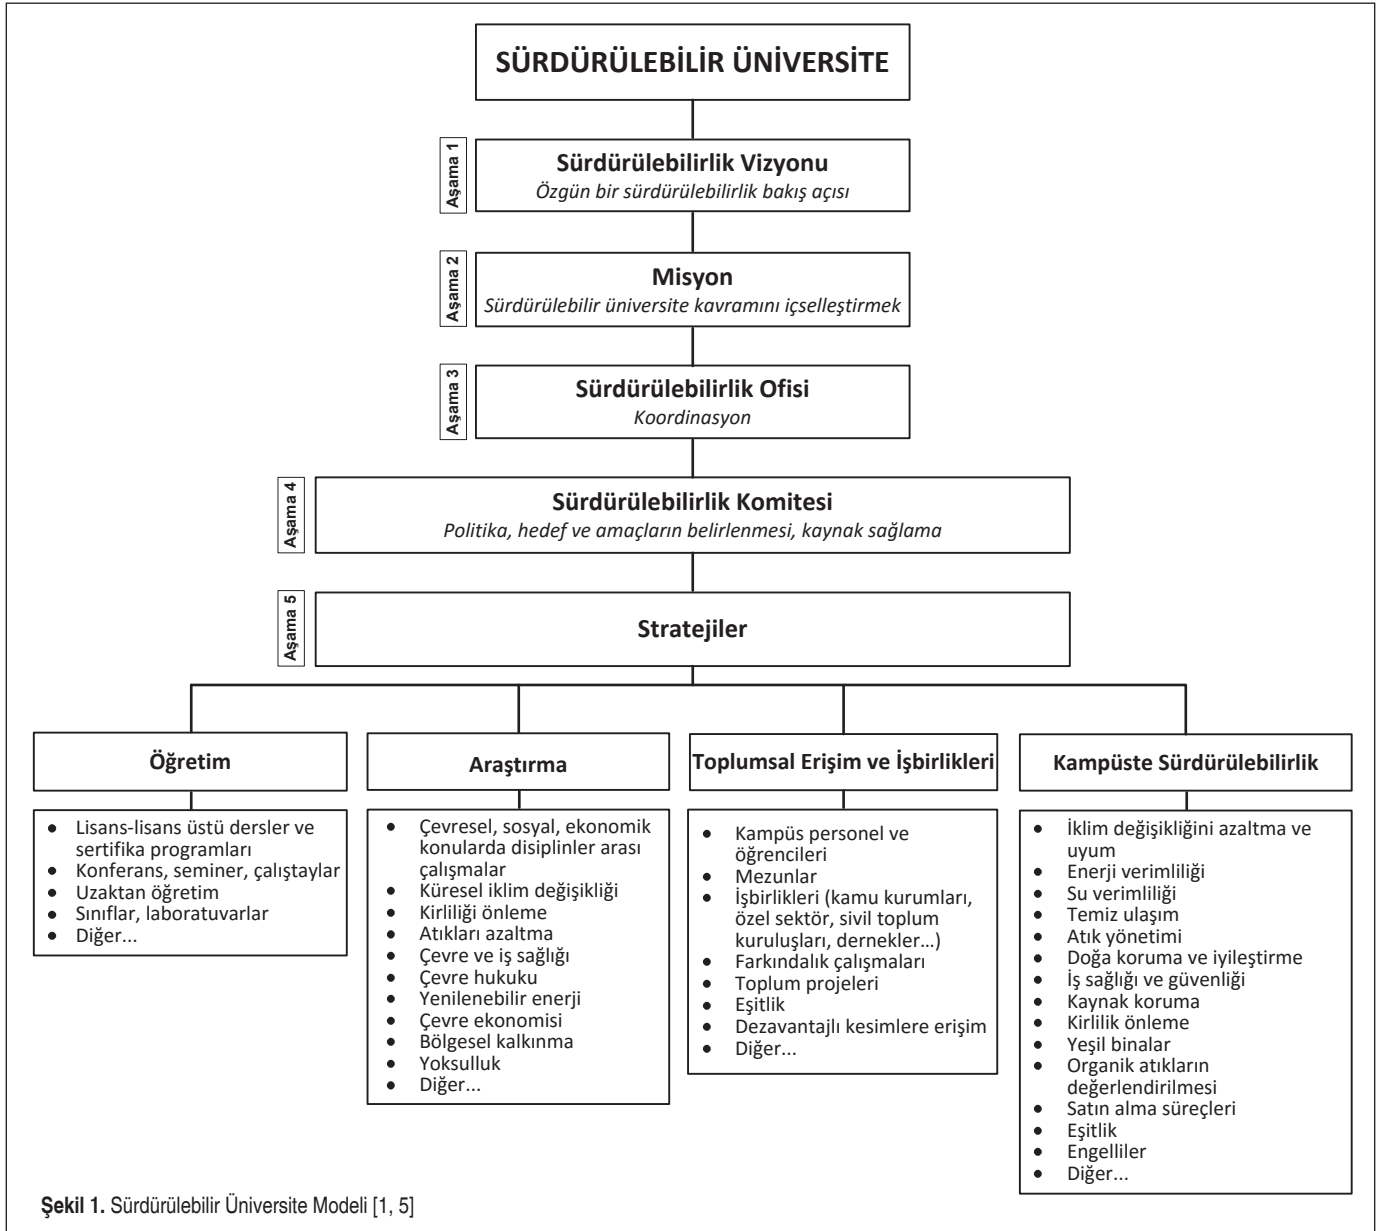 SÜRDÜRÜLEBİLİR ÜNİVERSİTE
Aşama 1
Sürdürülebilirlik Vizyonu
Özgün bir sürdürülebilirlik bakış açısı
Aşama 2
Misyon
Sürdürülebilir üniversite kavramını içselleştirmek
Aşama 3
Sürdürülebilirlik Ofisi
Koordinasyon
Aşama 4
Sürdürülebilirlik Komitesi
Politika, hedef ve amaçların belirlenmesi, kaynak sağlama
Aşama 5
Stratejiler
Öğretim
• Lisans-lisans üstü dersler ve
sertifika programları
• Konferans, seminer, çalıştaylar
• Uzaktan öğretim
• Sınıflar, laboratuvarlar
• Diğer...
Araştırma
• Çevresel, sosyal, ekonomik
konularda disiplinler arası
çalışmalar
• Küresel iklim değişikliği
• Kirliliği önleme
• Atıkları azaltma
• Çevre ve iş sağlığı
• Çevre hukuku
• Yenilenebilir enerji
• Çevre ekonomisi
• Bölgesel kalkınma
• Yoksulluk
• Diğer...
Toplumsal Erişim ve İşbirlikleri
• Kampüs personel ve
öğrencileri
• Mezunlar
• İşbirlikleri (kamu kurumları,
özel sektör, sivil toplum
kuruluşları, dernekler…)
• Farkındalık çalışmaları
• Toplum projeleri
• Eşitlik
• Dezavantajlı kesimlere erişim
• Diğer...
Kampüste Sürdürülebilirlik
• İklim değişikliğini azaltma ve
uyum
• Enerji verimliliği
• Su verimliliği
• Temiz ulaşım
• Atık yönetimi
• Doğa koruma ve iyileştirme
• İş sağlığı ve güvenliği
• Kaynak koruma
• Kirlilik önleme
• Yeşil binalar
• Organik atıkların
değerlendirilmesi
• Satın alma süreçleri
• Eşitlik
• Engelliler
• Diğer...
Şekil 1. Sürdürülebilir Üniversite Modeli [1, 5]